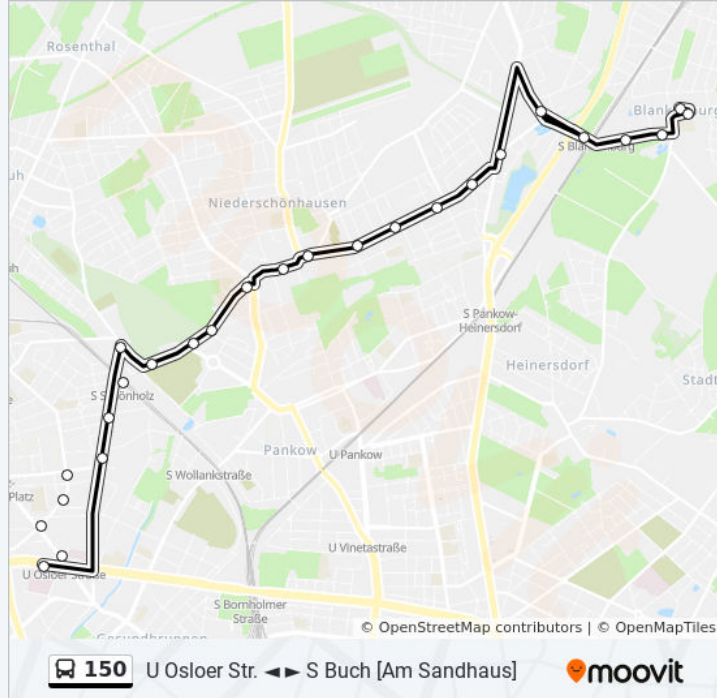 Rosenthal
Blankenburg
S Blankenburg
uh
Niederschönhausen
h
S Pankow-
Heinersdorf
Heinersdorf
Stadt
S Schönholz
Pankow
U Pankow
S Wollankstraße
Platz
U Vinetastraße
U Osloer Straße
S Bornholmer
Straße
Gesundbrunnen
© OpenStreetMap contributors | © OpenMapTiles
150 U Osloer Str. ◄ ► S Buch [Am Sandhaus] moovit